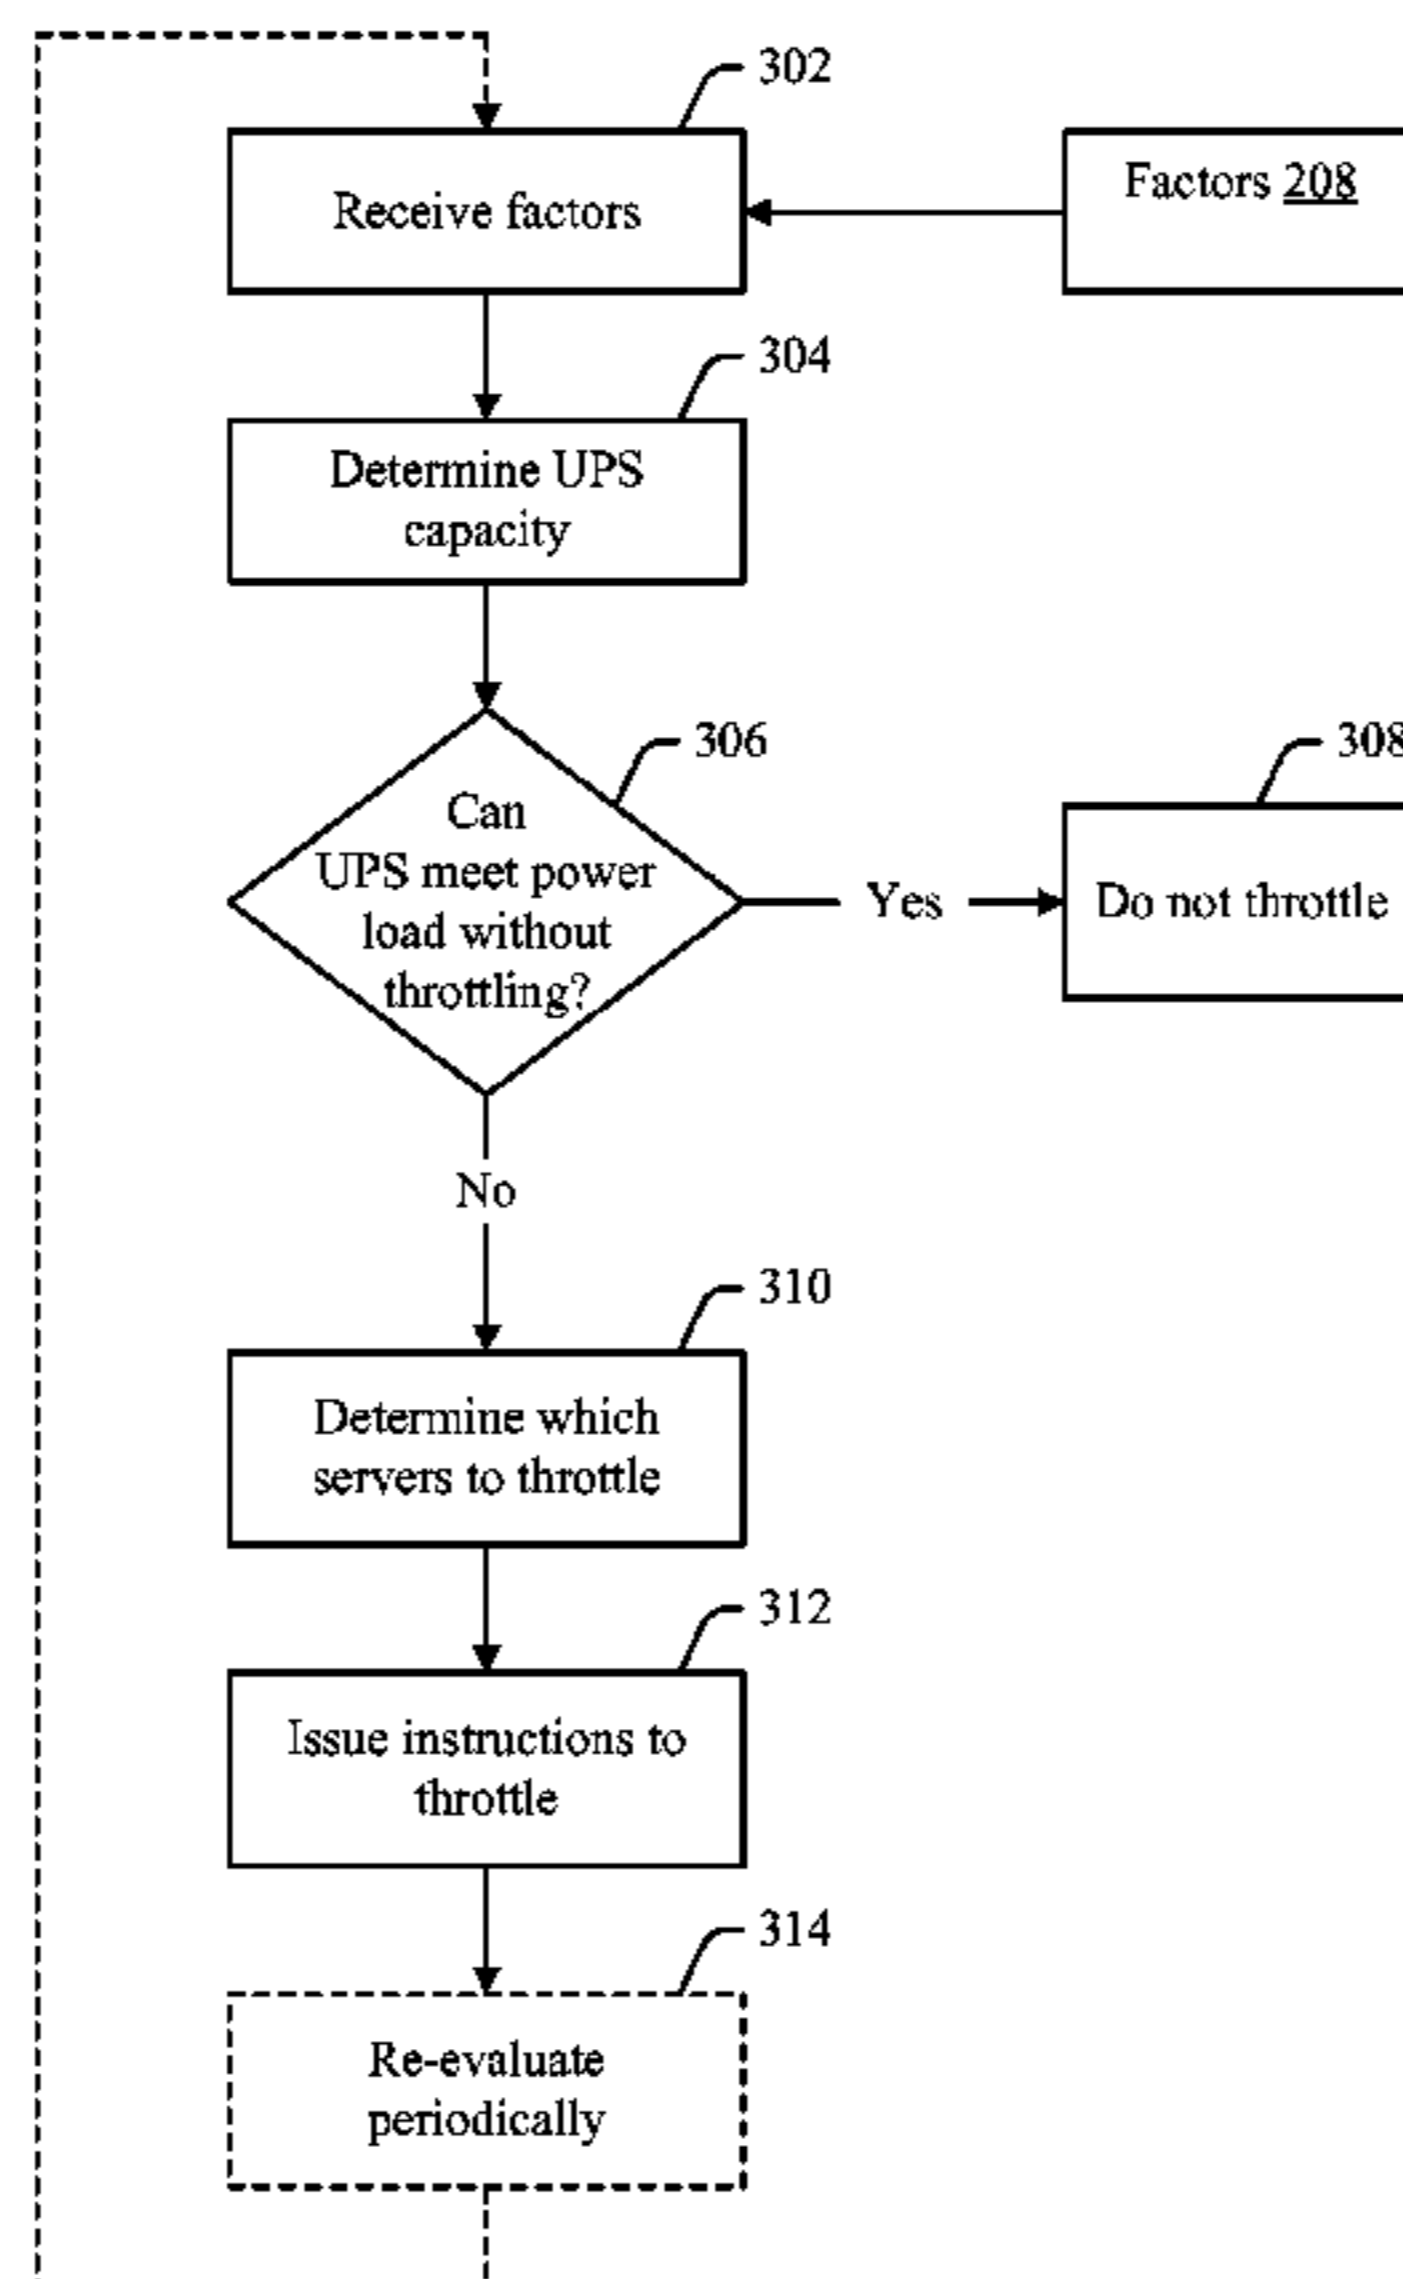 302
Receive factors
Factors 208
304
Determine UPS
capacity
306
Can
UPS meet power
load without
throttling?
Yes
308
Do not throttle
No
310
Determine which
servers to throttle
312
Issue instructions to
throttle
314
Re-evaluate
periodically